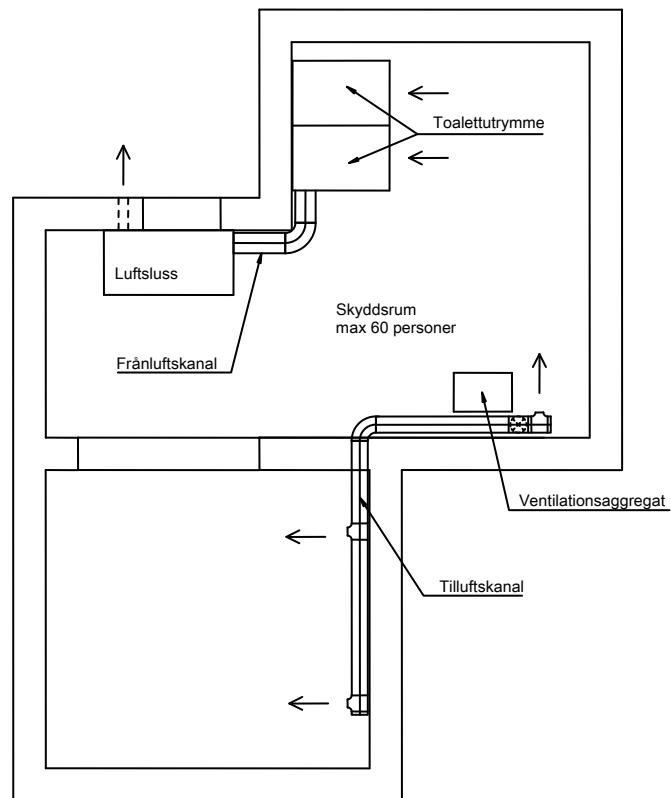 Toalettutrymme
Luftsluss
Skyddsrum
max 60 personer
Frånluftskanal
Ventilationsaggregat
Tilluftskanal